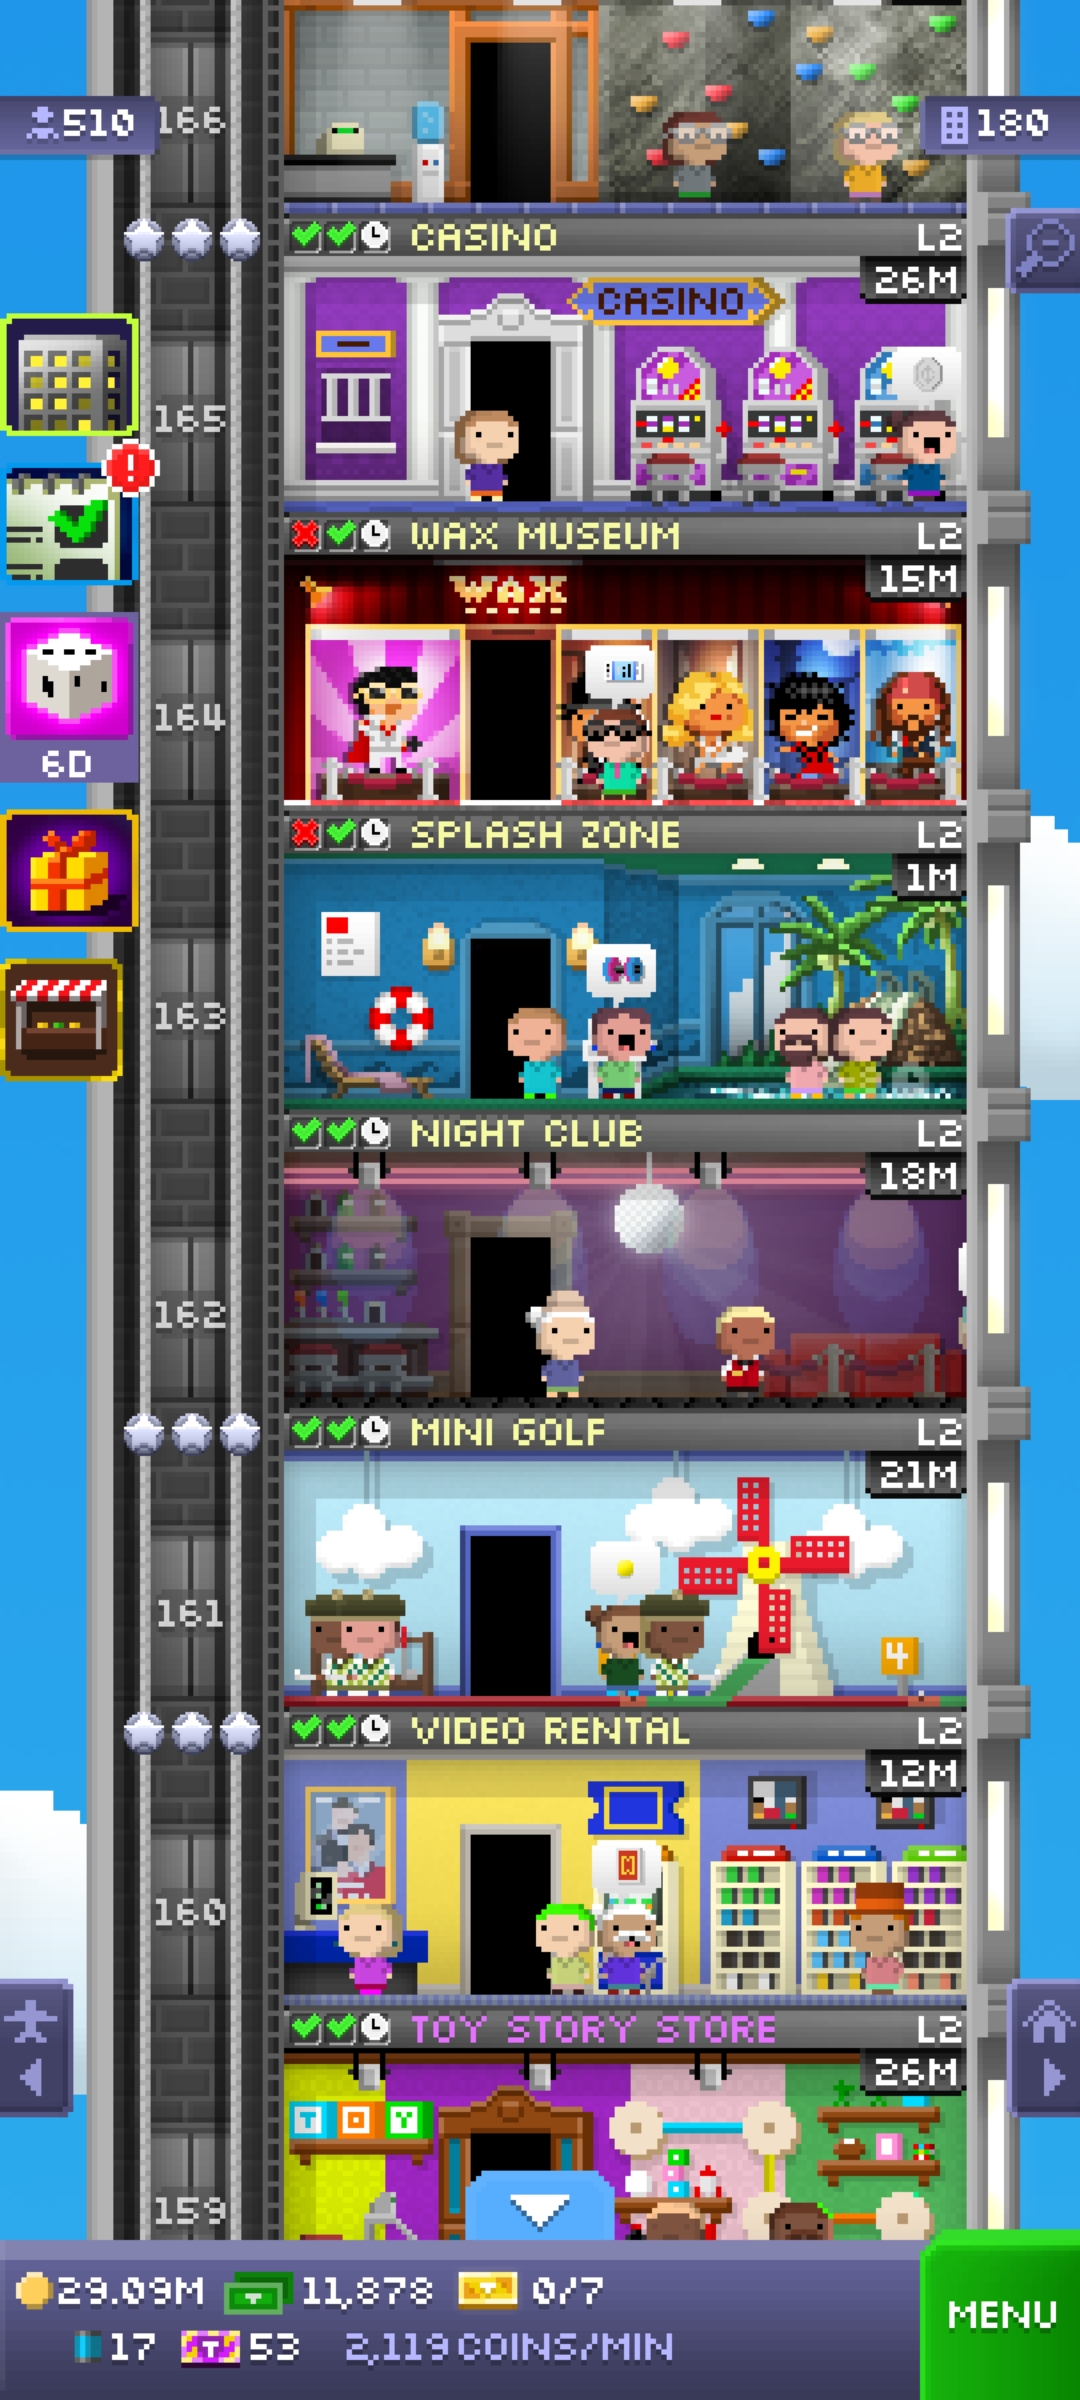 510
166
180
CASINO L2
26M
CASINO
165
WAX MUSEUM L2
15M
WAX
164
6D
SPLASH ZONE L2
1M
163
NIGHT CLUB L2
18M
162
MINI GOLF L2
21M
161
4
VIDEO RENTAL L2
12M
160
TOY STORY STORE L2
26M
TOY
159
29.09M 11,878 0/7
17 T 53 2,119 COINS/MIN
MENU